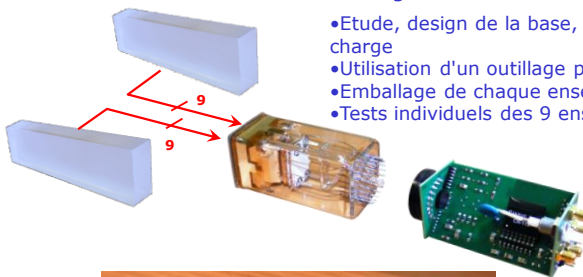 •Etude, design de la base,
charge
•Utilisation d'un outillage
•Emballage de chaque
•Tests individuels des 9
9
9